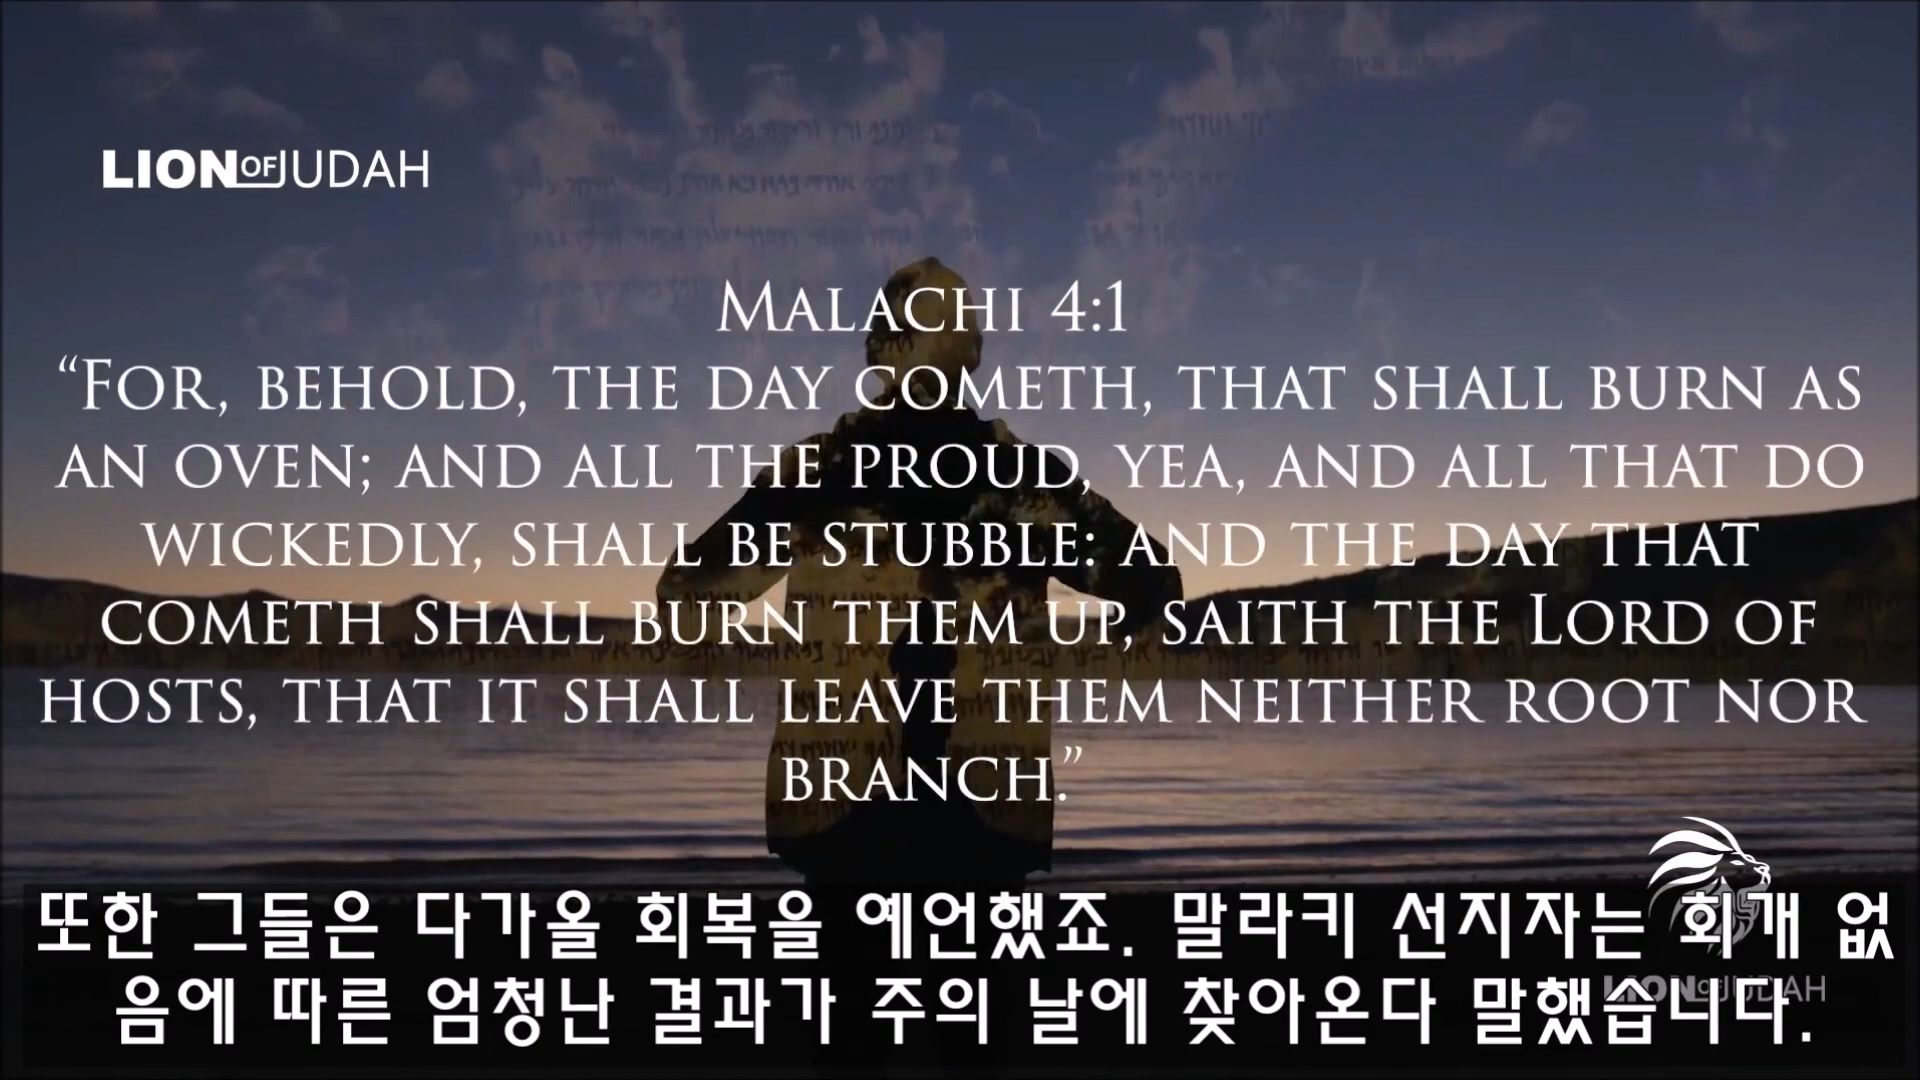 LION OF JUDAH
MALACHI 4:1
“FOR, BEHOLD, THE DAY COMETH, THAT SHALL BURN AS
AN OVEN; AND ALL THE PROUD, YEA, AND ALL THAT DO
WICKEDLY, SHALL BE STUBBLE: AND THE DAY THAT
COMETH SHALL BURN THEM UP, SAITH THE LORD OF
HOSTS, THAT IT SHALL LEAVE THEM NEITHER ROOT NOR
BRANCH.”
또한 그들은 다가올 회복을 예언했죠. 말라키 선지자는 회개 없
음에 따른 엄청난 결과가 주의 날에 찾아온다 말했습니다.
LION OF JUDAH